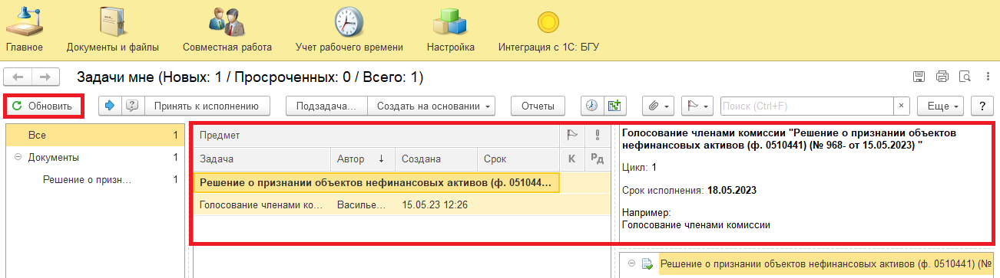 Главное Документы и файлы Совместная работа Учет рабочего времени Настройка Интеграция с 1С: БГУ
Задачи мне (Новых: 1 / Просроченных: 0 / Всего: 1)
Обновить Принять к исполнению Подзадача... Создать на основании Отчеты Поиск (Ctrl+F) × Еще ?
Все 1
Документы 1
Решение о призн... 1
Предмет
Задача Автор ↓ Создана Срок К Рд
Решение о признании объектов нефинансовых активов (ф. 051044...
Голосование членами ко... Василье... 15.05.23 12:26
Голосование членами комиссии "Решение о признании объектов
нефинансовых активов (ф. 0510441) (№ 968- от 15.05.2023) "
Цикл: 1
Срок исполнения: 18.05.2023
Например:
Голосование членами комиссии
Решение о признании объектов нефинансовых активов (ф. 0510441) (№